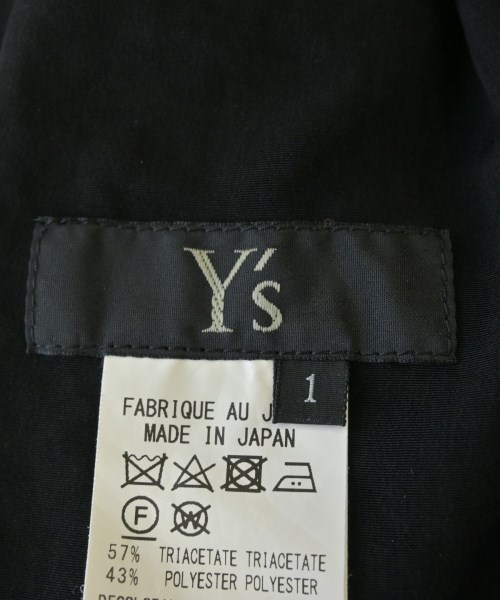 Y's
1
FABRIQUE AU
MADE IN JAPAN
F
W
57% TRIACETATE TRIACETATE
43% POLYESTER POLYESTER